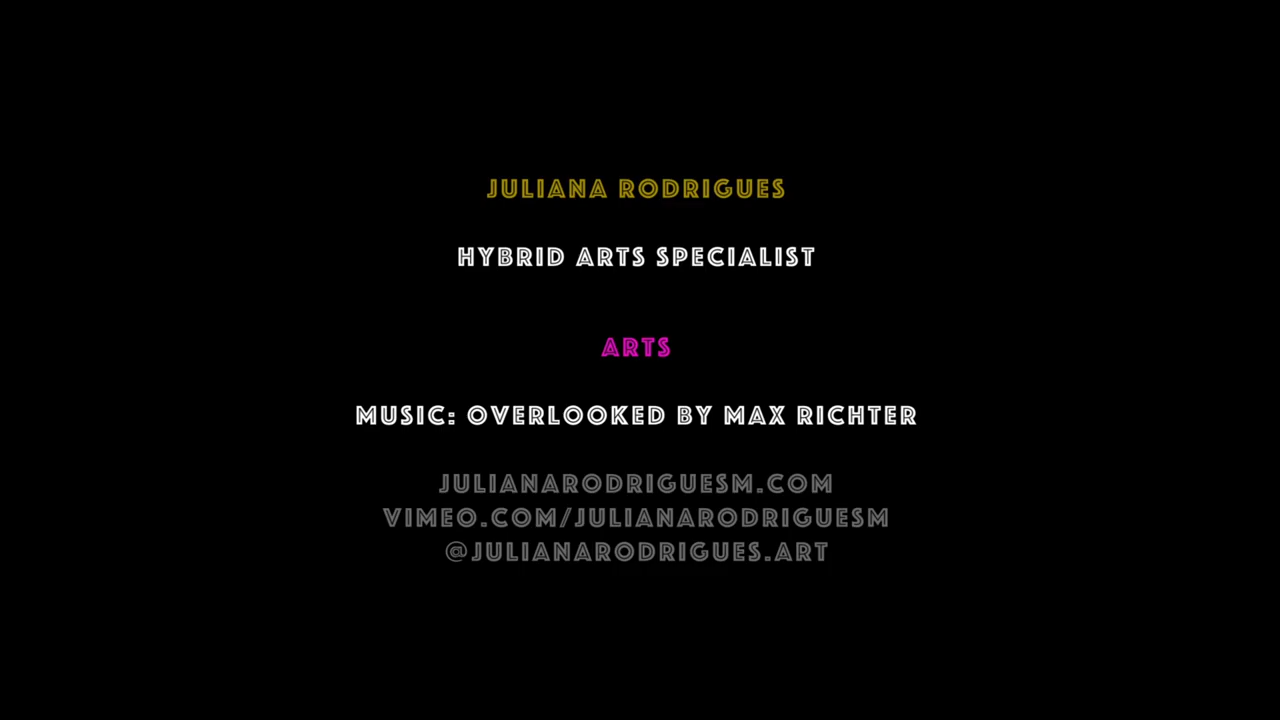 JULIANA RODRIGUES
HYBRID ARTS SPECIALIST
ARTS
MUSIC: OVERLOOKED BY MAX RICHTER
JULIANARODRIGUESM.COM
VIMEO.COM/JULIANARODRIGUESM
@JULIANARODRIGUES.ART